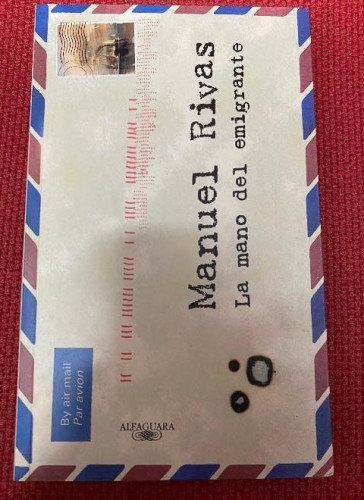 Manuel Rivas
La mano del emigrante
By air mail
Par avion
ALFAGUARA